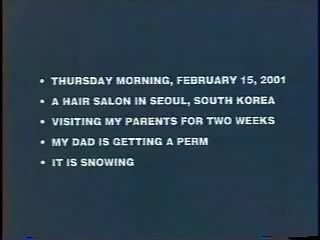 • THURSDAY MORNING, FEBRUARY 15, 2001
• A HAIR SALON IN SEOUL, SOUTH KOREA
• VISITING MY PARENTS FOR TWO WEEKS
• MY DAD IS GETTING A PERM
• IT IS SNOWING